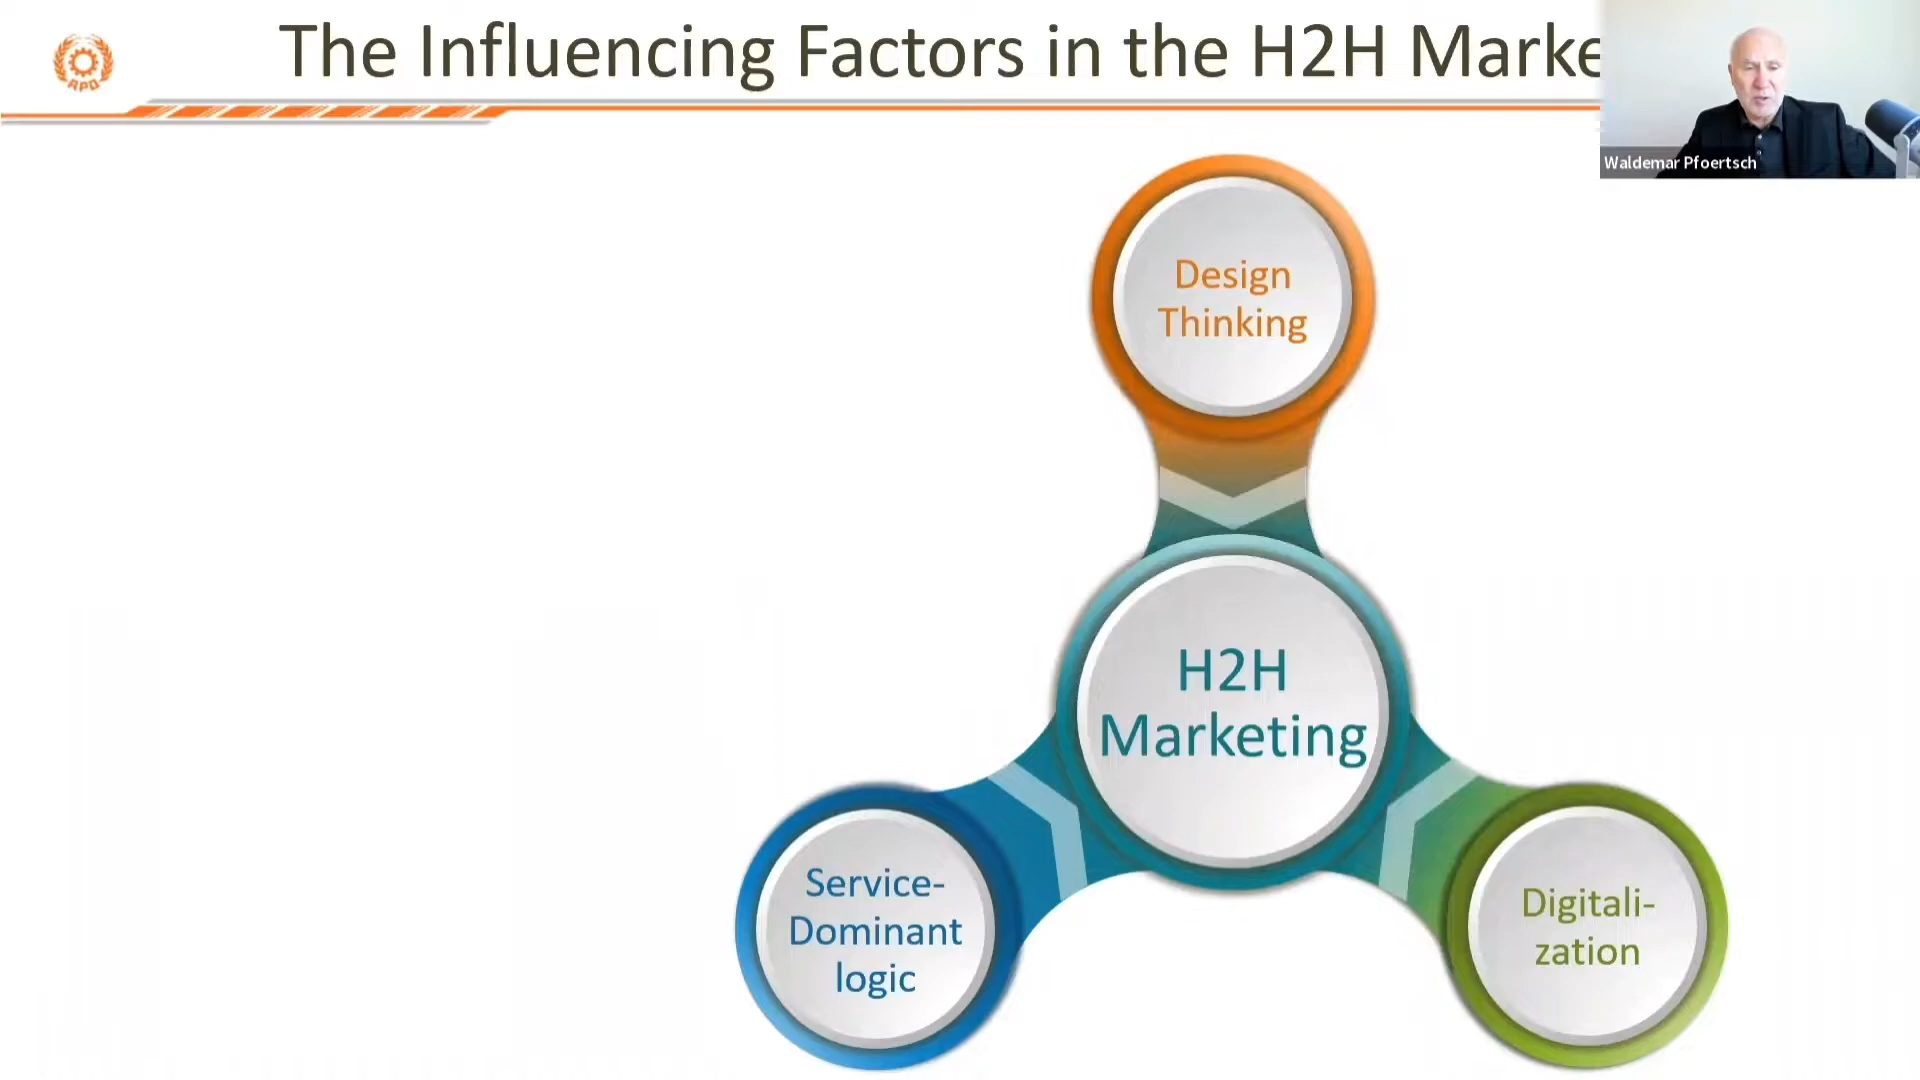 The Influencing Factors in the H2H Marke
Waldemar Pfoertsch
Design
Thinking
H2H
Marketing
Service-
Dominant
logic
Digitali-
zation